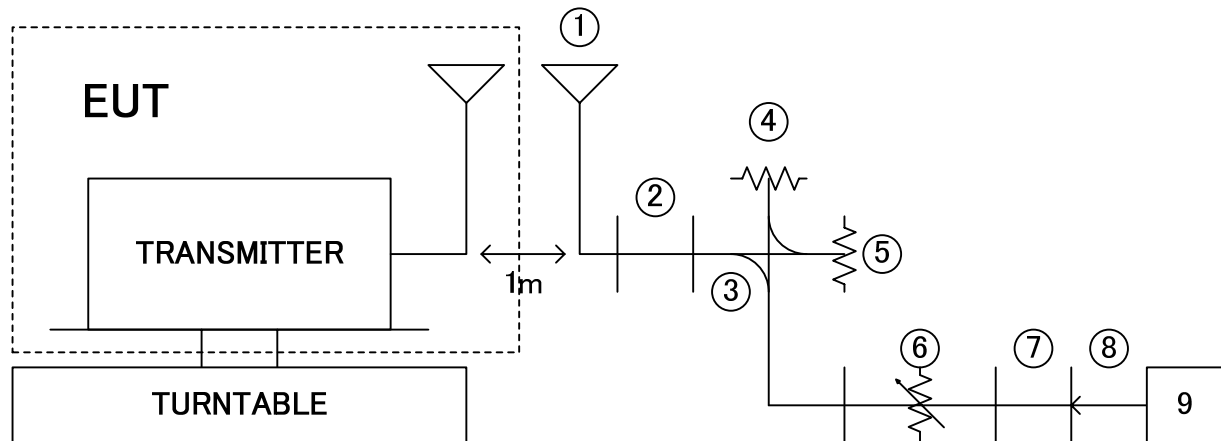 ①
EUT
④
②
TRANSMITTER
⑤
1m
③
⑥
⑦
⑧
TURNTABLE
9